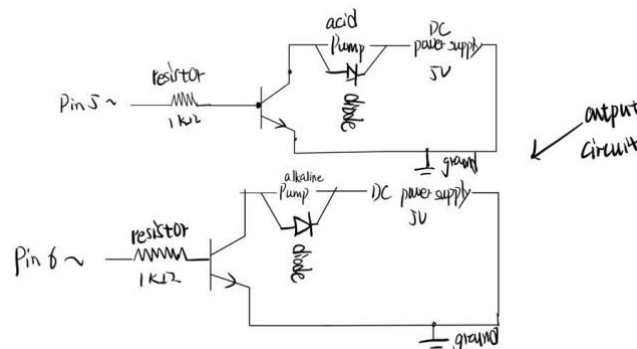 acid
Pump
DC
power supply
5V
resistor
Pin 5 ~
1KΩ
diode
ground
output
circuit
alkaline
Pump
DC power supply
5V
resistor
Pin 6 ~
1KΩ
diode
ground